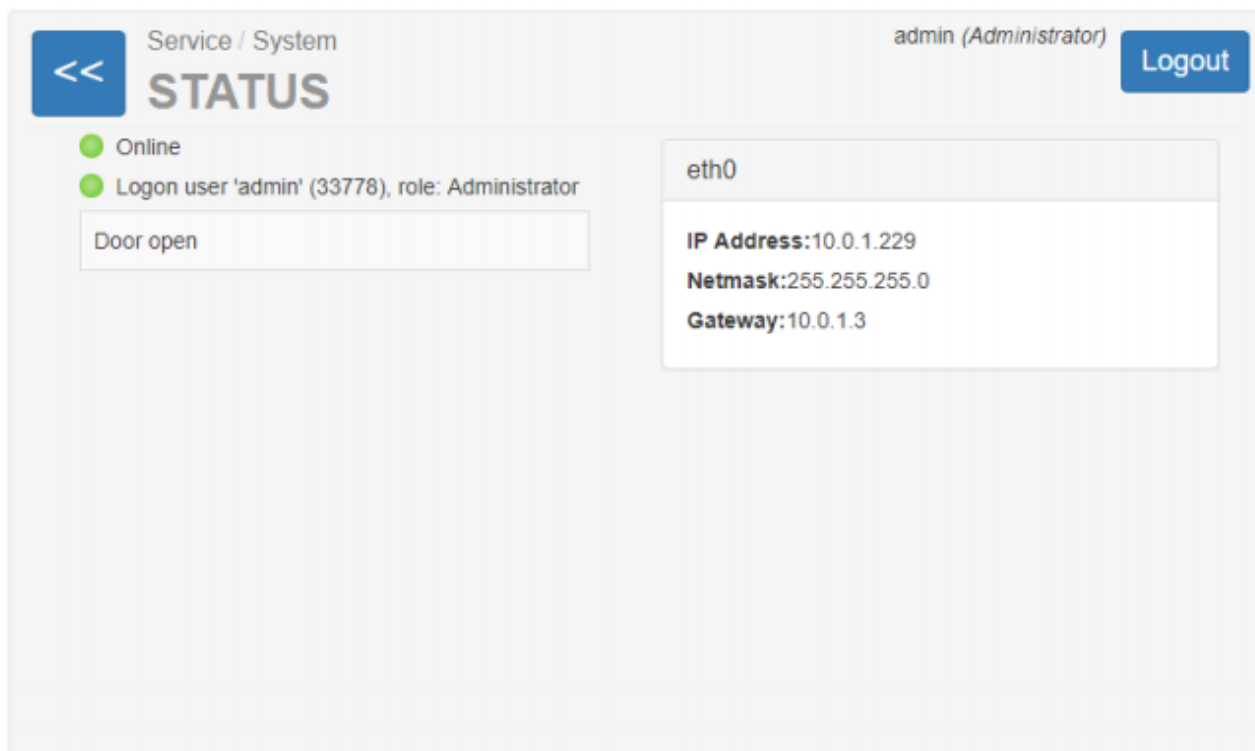 <<
Service / System
STATUS
admin (Administrator)
Logout
Online
Logon user 'admin' (33778), role: Administrator
Door open
eth0
IP Address:10.0.1.229
Netmask:255.255.255.0
Gateway:10.0.1.3